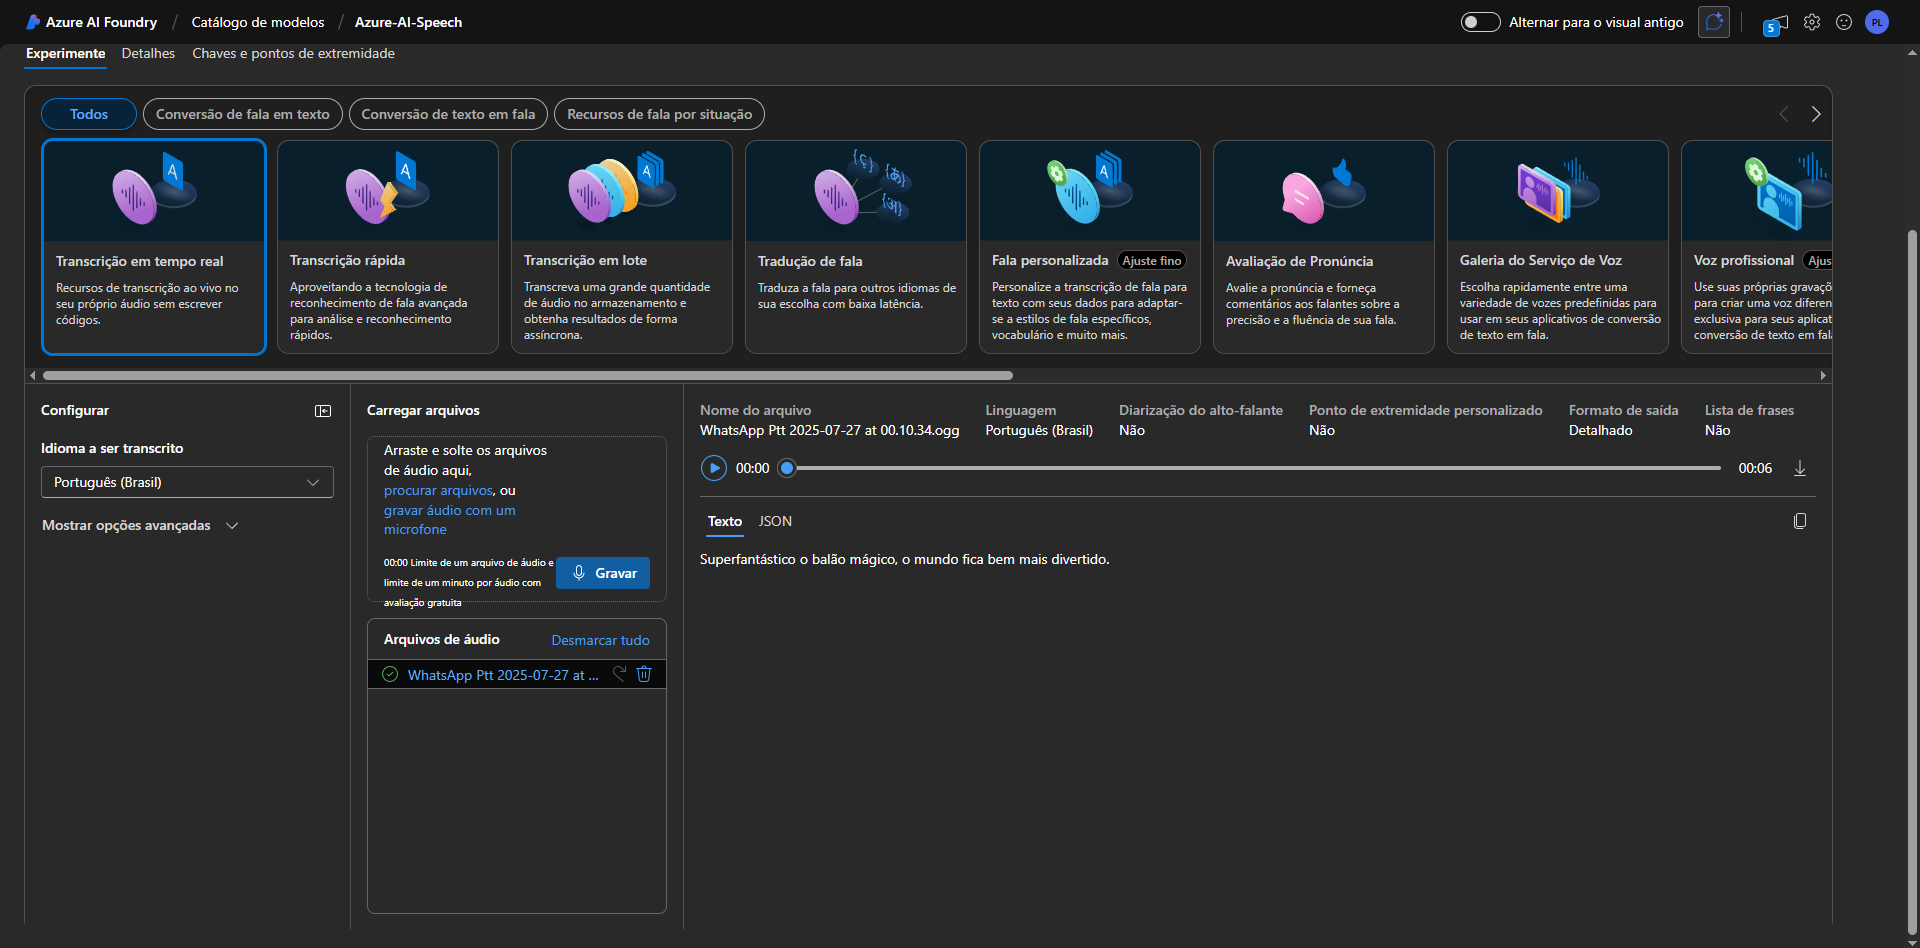 Azure AI Foundry / Catálogo de modelos / Azure-AI-Speech
Alternar para o visual antigo
5
PL
Experimente
Detalhes
Chaves e pontos de extremidade
Todos
Conversão de fala em texto
Conversão de texto em fala
Recursos de fala por situação
Transcrição em tempo real
Recursos de transcrição ao vivo no
seu próprio áudio sem escrever
códigos.
Transcrição rápida
Aproveitando a tecnologia de
reconhecimento de fala avançada
para análise e reconhecimento
rápidos.
Transcrição em lote
Transcreva uma grande quantidade
de áudio no armazenamento e
obtenha resultados de forma
assíncrona.
Tradução de fala
Traduza a fala para outros idiomas de
sua escolha com baixa latência.
Fala personalizada
Ajuste fino
Personalize a transcrição de fala para
texto com seus dados para adaptar-
se a estilos de fala específicos,
vocabulário e muito mais.
Avaliação de Pronúncia
Avalie a pronúncia e forneça
comentários aos falantes sobre a
precisão e a fluência de sua fala.
Galeria do Serviço de Voz
Escolha rapidamente entre uma
variedade de vozes predefinidas para
usar em seus aplicativos de conversão
de texto em fala.
Voz profissional
Ajus
Use suas próprias gravaçõ
para criar uma voz diferen
exclusiva para seus aplicat
conversão de texto em fal
Configurar
Idioma a ser transcrito
Português (Brasil)
Mostrar opções avançadas
Carregar arquivos
Arraste e solte os arquivos
de áudio aqui,
procurar arquivos, ou
gravar áudio com um
microfone
00:00 Limite de um arquivo de áudio e
limite de um minuto por áudio com
avaliação gratuita
Gravar
Arquivos de áudio
Desmarcar tudo
WhatsApp Ptt 2025-07-27 at ...
Nome do arquivo
WhatsApp Ptt 2025-07-27 at 00.10.34.ogg
Linguagem
Português (Brasil)
Diarização do alto-falante
Não
Ponto de extremidade personalizado
Não
Formato de saída
Detalhado
Lista de frases
Não
00:00
00:06
Texto
JSON
Superfantástico o balão mágico, o mundo fica bem mais divertido.